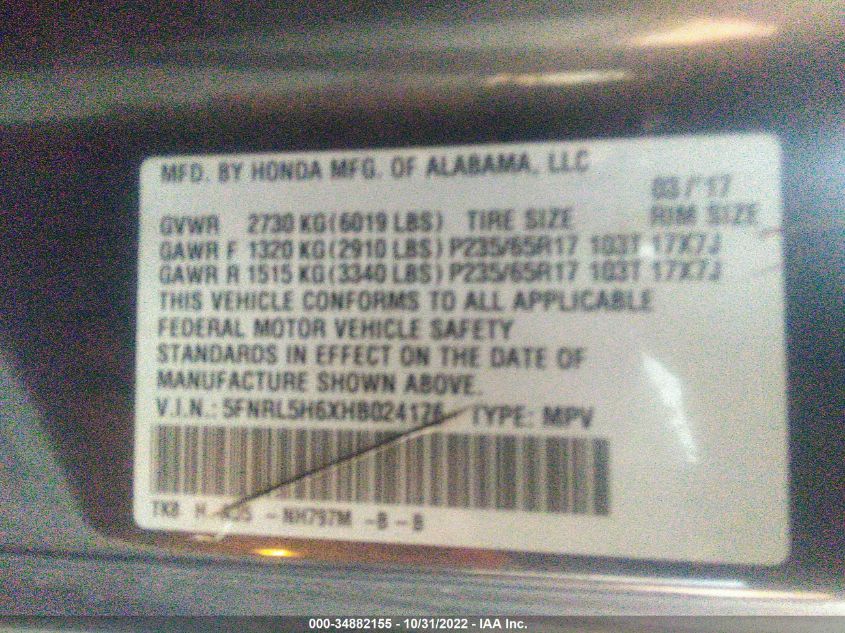 MFD. BY HONDA MFG. OF ALABAMA, LLC
03/'17
GVWR 2730 KG(6019 LBS) TIRE SIZE RIM SIZE
GAWR F 1320 KG(2910 LBS) P235/65R17 103T 17X7J
GAWR R 1515 KG(3340 LBS) P235/65R17 103T 17X7J
THIS VEHICLE CONFORMS TO ALL APPLICABLE
FEDERAL MOTOR VEHICLE SAFETY
STANDARDS IN EFFECT ON THE DATE OF
MANUFACTURE SHOWN ABOVE.
V.I.N.: 5FNRL5H6XHB024176 TYPE: MPV
TK8 H - NH797M -B-B
000-34882155 - 10/31/2022 - IAA Inc.